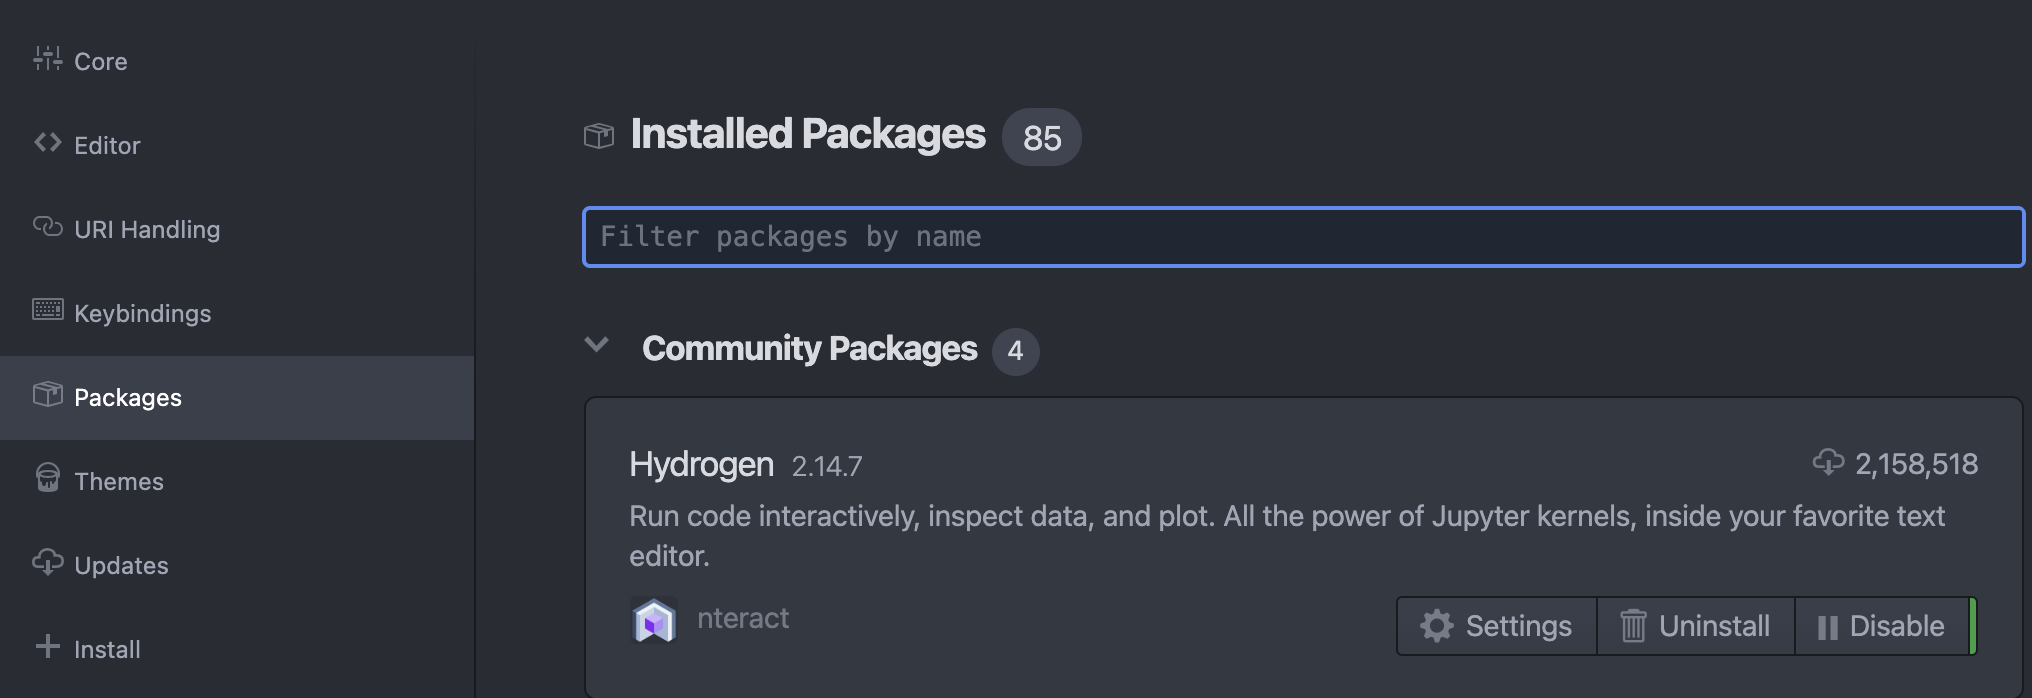 Core
Editor
URI Handling
Keybindings
Packages
Themes
Updates
Install
Installed Packages 85
Filter packages by name
Community Packages 4
Hydrogen 2.14.7 2,158,518
Run code interactively, inspect data, and plot. All the power of Jupyter kernels, inside your favorite text
editor.
nteract
Settings Uninstall Disable